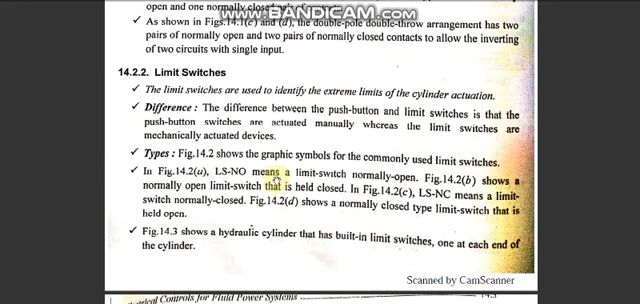 open and one normally closed
WWW.BANDICAM.COM
✓ As shown in Figs.14.1(c) and (d), the double-pole double-throw arrangement has two
pairs of normally open and two pairs of normally closed contacts to allow the inverting
of two circuits with single input.
14.2.2. Limit Switches
✓ The limit switches are used to identify the extreme limits of the cylinder actuation.
✓ Difference : The difference between the push-button and limit switches is that the
push-button switches are actuated manually whereas the limit switches are
mechanically actuated devices.
✓ Types : Fig.14.2 shows the graphic symbols for the commonly used limit switches.
✓ In Fig.14.2(a), LS-NO means a limit-switch normally-open. Fig.14.2(b) shows a
normally open limit-switch that is held closed. In Fig.14.2(c), LS-NC means a limit-
switch normally-closed. Fig.14.2(d) shows a normally closed type limit-switch that is
held open.
✓ Fig.14.3 shows a hydraulic cylinder that has built-in limit switches, one at each end of
the cylinder.
Scanned by CamScanner
Controls for Fluid Power Systems
14.3